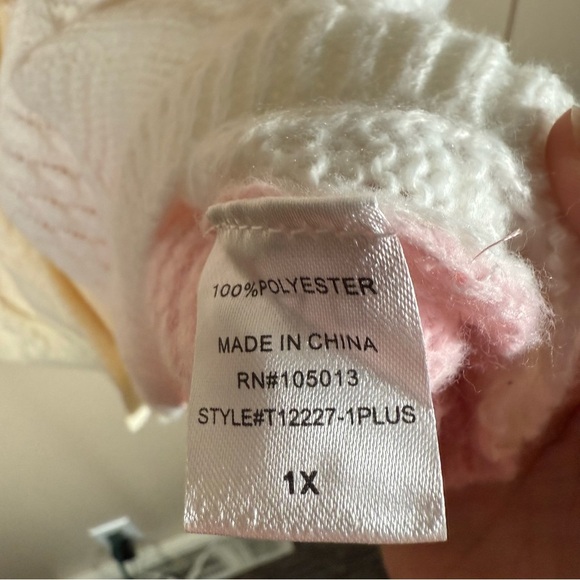 100%POLYESTER
MADE IN CHINA
RN#105013
STYLE#T12227-1PLUS
1X